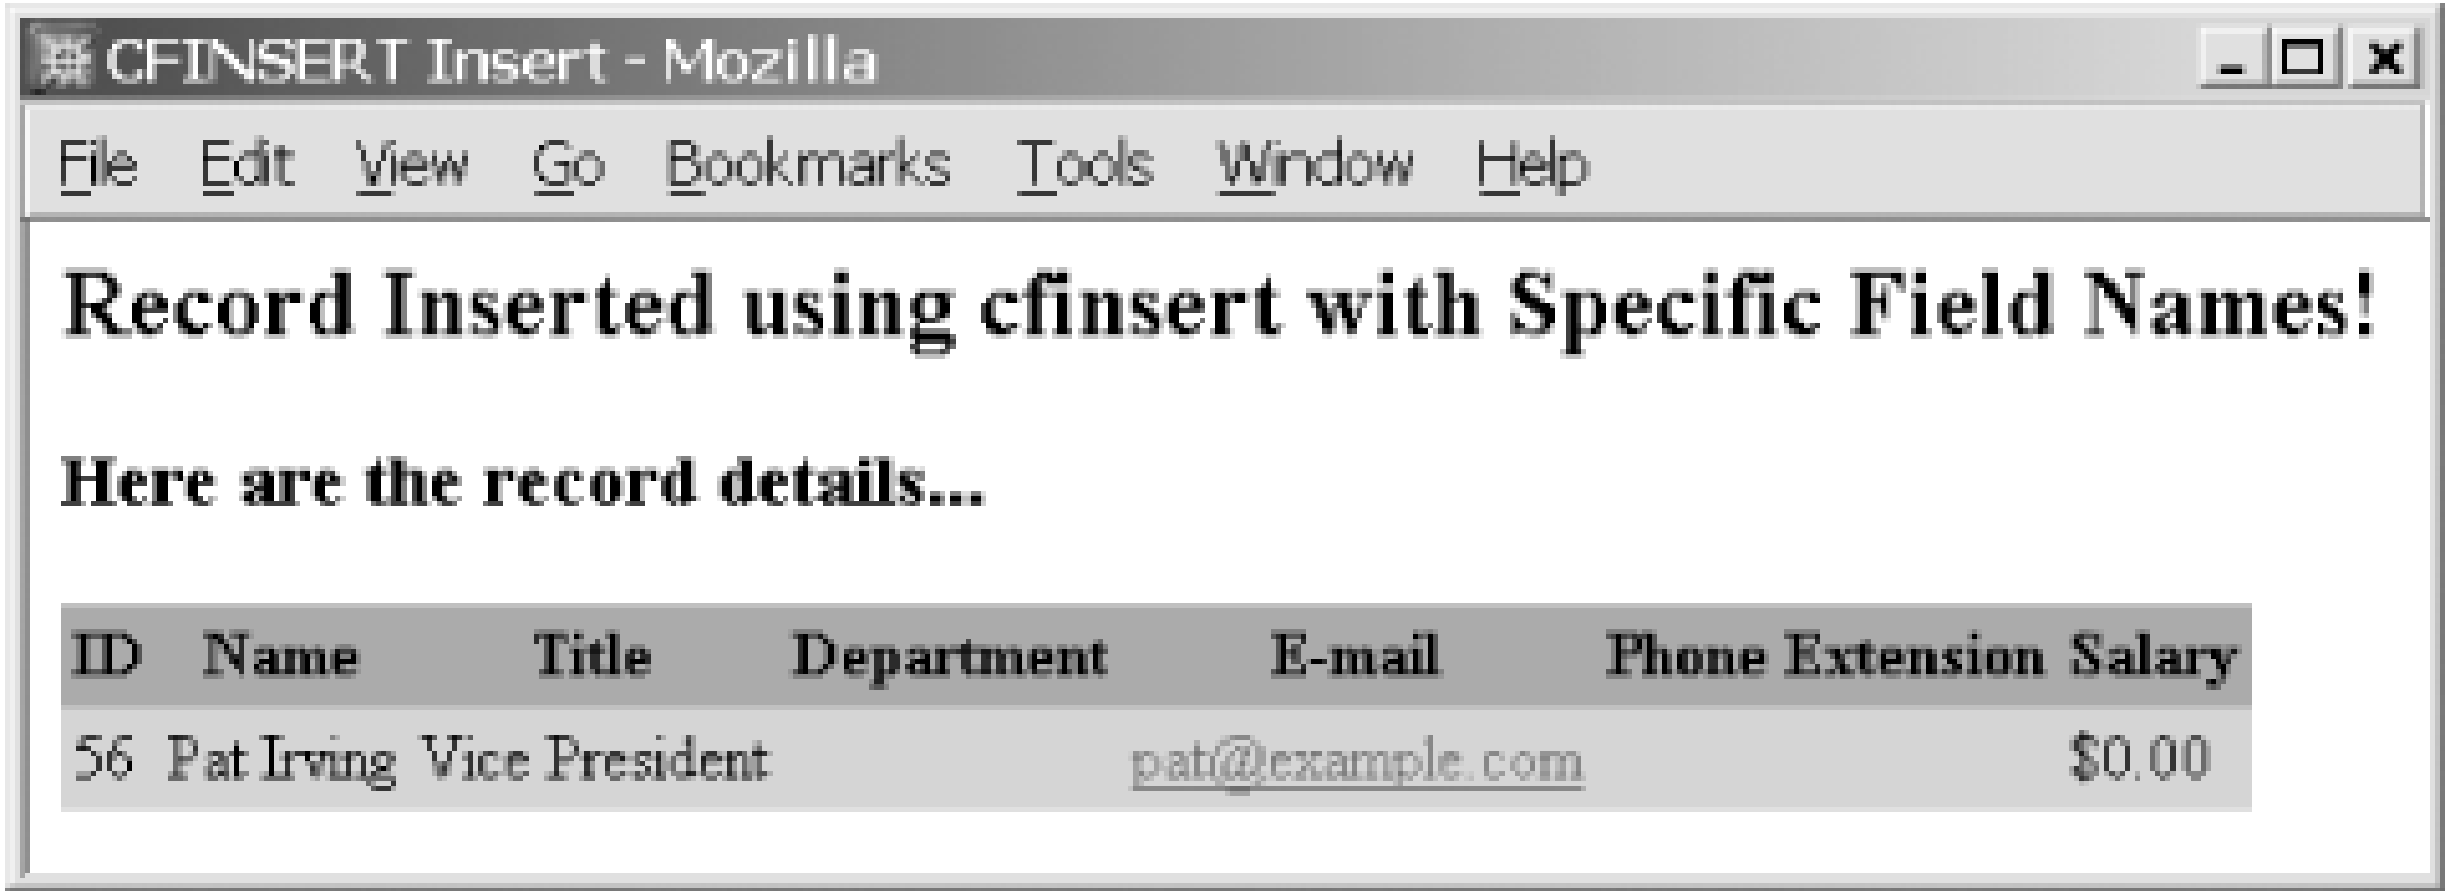 CFINSERT Insert - Mozilla
File Edit View Go Bookmarks Tools Window Help
Record Inserted using cfinsert with Specific Field Names!
Here are the record details...
ID Name Title Department E-mail Phone Extension Salary
56 Pat Irving Vice President pat@example.com $0.00